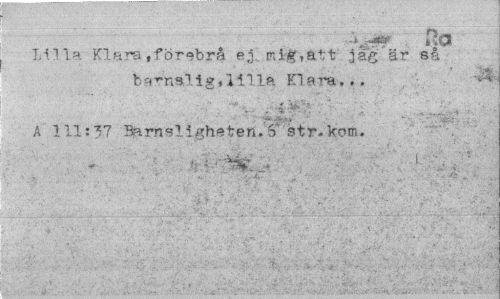 Ra
Lilla Klara,förebrå ej mig,att jag är så
barnslig,lilla Klara...
A 111:37 Barnsligheten.6 str.kom.